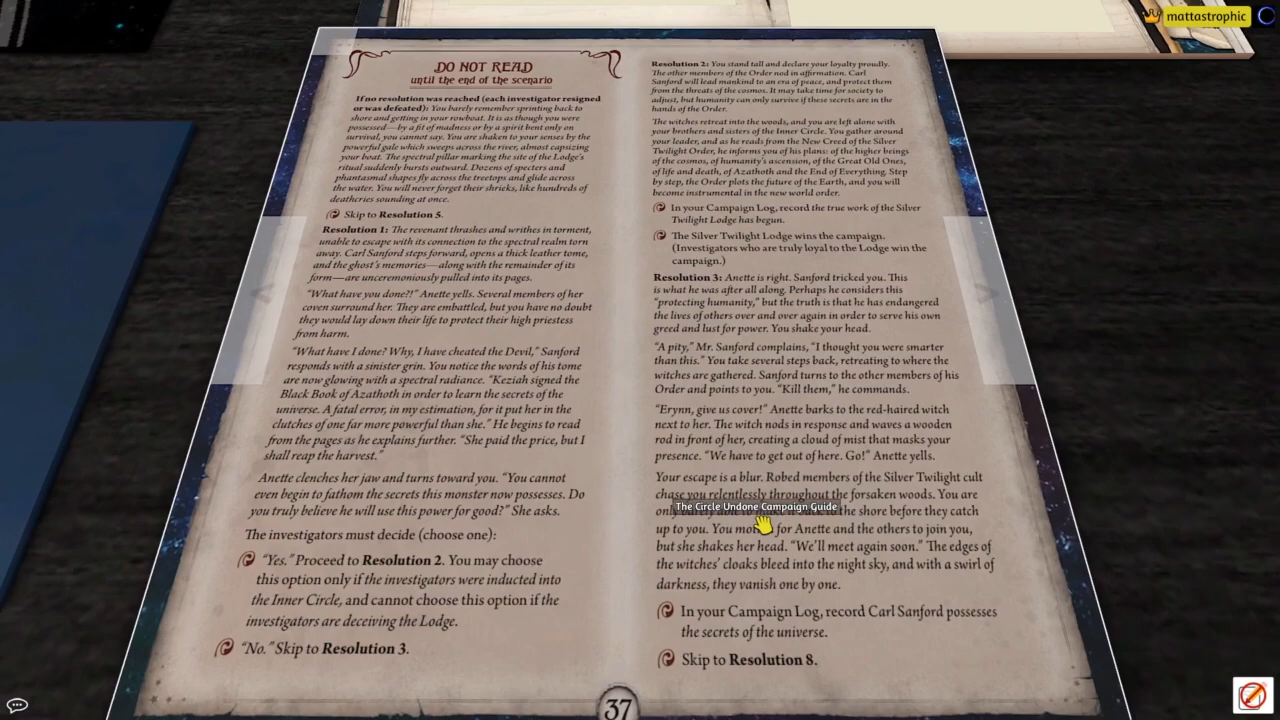 mattastrophic
DO NOT READ
until the end of the scenario
If no resolution was reached (each investigator resigned
or was defeated): You barely remember sprinting back to
shore and getting in your rowboat. It is as though you were
possessed—by a fit of madness or by a spirit bent only on
survival, you cannot say. You are shaken to your senses by the
powerful gale which sweeps across the river, almost capsizing
your boat. The spectral pillar marking the site of the Lodge's
ritual suddenly bursts outward. Dozens of specters and
phantasmal shapes fly across the treetops and glide across
the water. You will never forget their shrieks, like hundreds of
deathcries sounding at once.
Skip to Resolution 5.
Resolution 1: The revenant thrashes and writhes in torment,
unable to escape with its connection to the spectral realm torn
away. Carl Sanford steps forward, opens a thick leather tome,
and the ghost's memories—along with the remainder of its
form—are unceremoniously pulled into its pages.
"What have you done?!" Anette yells. Several members of her
coven surround her. They are embattled, but you have no doubt
they would lay down their life to protect their high priestess
from harm.
"What have I done? Why, I have cheated the Devil," Sanford
responds with a sinister grin. You notice the words of his tome
are now glowing with a spectral radiance. "Keziah signed the
Black Book of Azathoth in order to learn the secrets of the
universe. A fatal error, in my estimation, for it put her in the
clutches of one far more powerful than she." He begins to read
from the pages as he explains further. "She paid the price, but I
shall reap the harvest."
Anette clenches her jaw and turns toward you. "You cannot
even begin to fathom the secrets this monster now possesses. Do
you truly believe he will use this power for good?" She asks.
The investigators must decide (choose one):
"Yes." Proceed to Resolution 2. You may choose
this option only if the investigators were inducted into
the Inner Circle, and cannot choose this option if the
investigators are deceiving the Lodge.
"No." Skip to Resolution 3.
Resolution 2: You stand tall and declare your loyalty proudly.
The other members of the Order nod in affirmation. Carl
Sanford will lead mankind to an era of peace, and protect them
from the threats of the cosmos. It may take time for society to
adjust, but humanity can only survive if these secrets are in the
hands of the Order.
The witches retreat into the woods, and you are left alone with
your brothers and sisters of the Inner Circle. You gather around
your leader, and as he reads from the New Creed of the Silver
Twilight Order, he informs you of his plans: of the higher beings
of the cosmos, of humanity's ascension, of the Great Old Ones,
of life and death, of Azathoth and the End of Everything. Step
by step, the Order plots the future of the Earth, and you will
become instrumental in the new world order.
In your Campaign Log, record the true work of the Silver
Twilight Lodge has begun.
The Silver Twilight Lodge wins the campaign.
(Investigators who are truly loyal to the Lodge win the
campaign.)
Resolution 3: Anette is right. Sanford tricked you. This
is what he was after all along. Perhaps he considers this
"protecting humanity," but the truth is that he has endangered
the lives of others over and over again in order to serve his own
greed and lust for power. You shake your head.
"A pity," Mr. Sanford complains, "I thought you were smarter
than this." You take several steps back, retreating to where the
witches are gathered. Sanford turns to the other members of his
Order and points to you. "Kill them," he commands.
"Erynn, give us cover!" Anette barks to the red-haired witch
next to her. The witch nods in response and waves a wooden
rod in front of her, creating a cloud of mist that masks your
presence. "We have to get out of here. Go!" Anette yells.
Your escape is a blur. Robed members of the Silver Twilight cult
chase you relentlessly throughout the forsaken woods. You are
The Circle Undone Campaign Guide
only the shore before they catch
up to you. You for Anette and the others to join you,
but she shakes her head. "We'll meet again soon." The edges of
the witches' cloaks bleed into the night sky, and with a swirl of
darkness, they vanish one by one.
In your Campaign Log, record Carl Sanford possesses
the secrets of the universe.
Skip to Resolution 8.
37